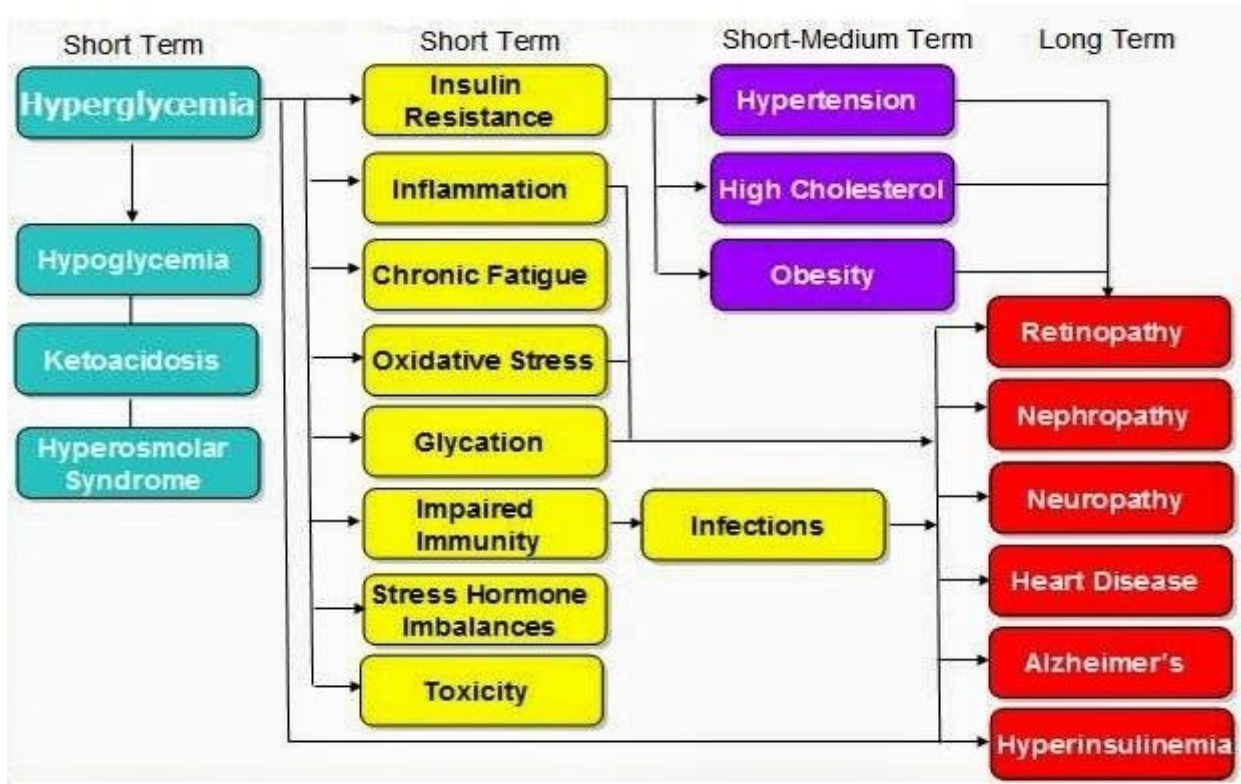 Short Term
Short Term
Short-Medium Term
Long Term
Hyperglycemia
Hypoglycemia
Ketoacidosis
Hyperosmolar
Syndrome
Insulin
Resistance
Inflammation
Chronic Fatigue
Oxidative Stress
Glycation
Impaired
Immunity
Stress Hormone
Imbalances
Toxicity
Infections
Hypertension
High Cholesterol
Obesity
Retinopathy
Nephropathy
Neuropathy
Heart Disease
Alzheimer's
Hyperinsulinemia